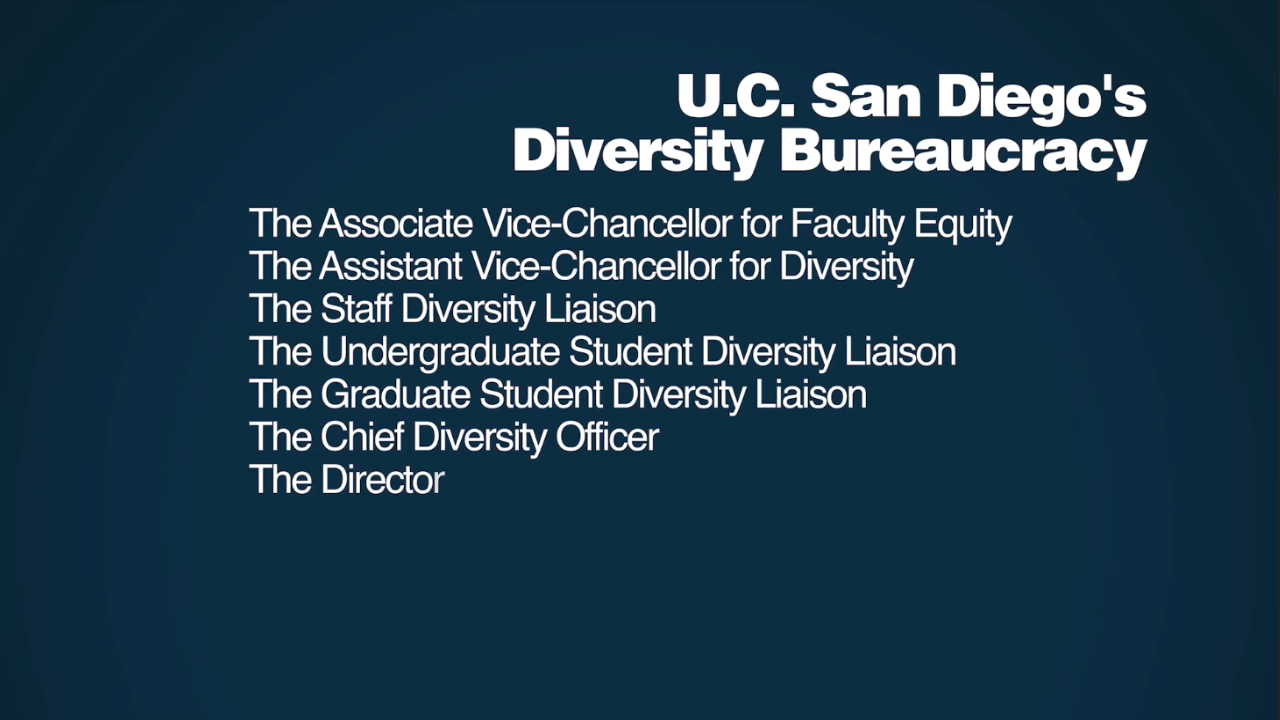 U.C. San Diego's
Diversity Bureaucracy
The Associate Vice-Chancellor for Faculty Equity
The Assistant Vice-Chancellor for Diversity
The Staff Diversity Liaison
The Undergraduate Student Diversity Liaison
The Graduate Student Diversity Liaison
The Chief Diversity Officer
The Director